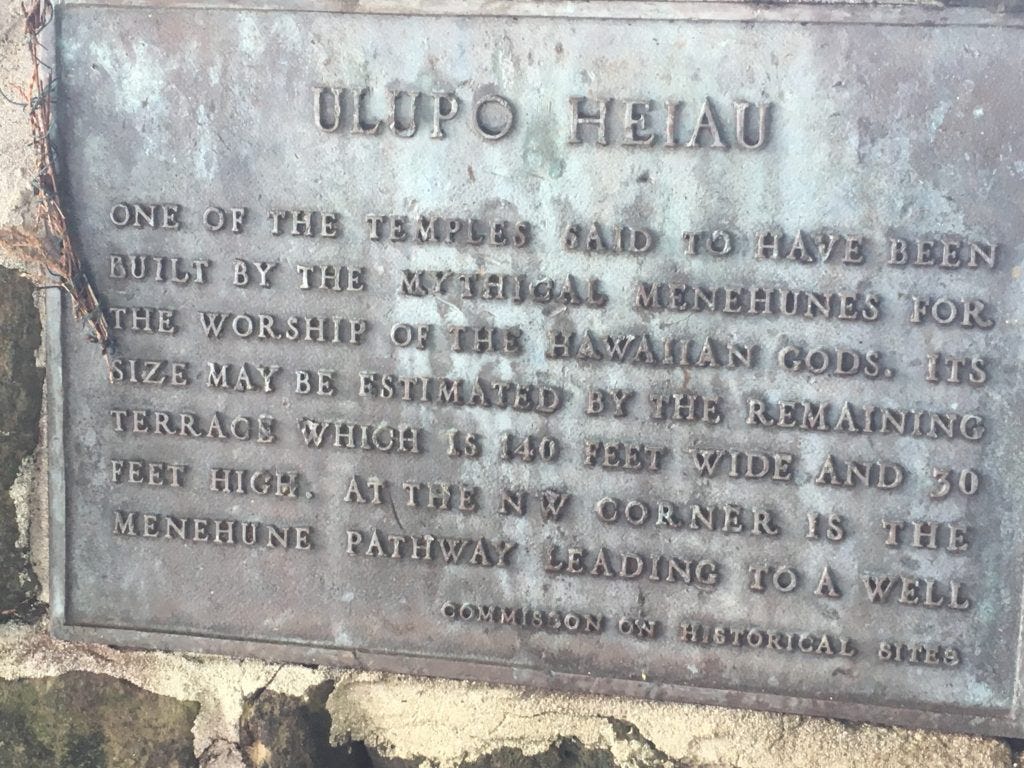 ULUPO HEIAU
ONE OF THE TEMPLES SAID TO HAVE BEEN
BUILT BY THE MYTHICAL MENEHUNES FOR
THE WORSHIP OF THE HAWAIIAN GODS. ITS
SIZE MAY BE ESTIMATED BY THE REMAINING
TERRACE WHICH IS 140 FEET WIDE AND 30
FEET HIGH. AT THE NW CORNER IS THE
MENEHUNE PATHWAY LEADING TO A WELL
COMMISSON ON HISTORICAL SITES